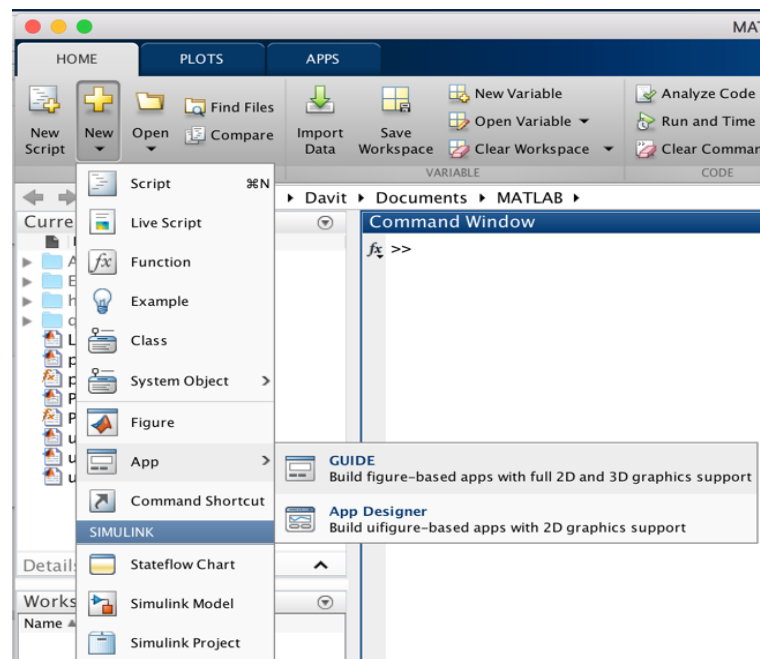 MAT
HOME PLOTS APPS
New Script
New
Open
Find Files
Compare
Import Data
Save Workspace
New Variable
Open Variable
Clear Workspace
Analyze Code
Run and Time
Clear Comman
VARIABLE CODE
Davit Documents MATLAB
Curre
Command Window
fx >>
Script ⌘N
Live Script
Function
Example
Class
System Object
Figure
App
Command Shortcut
SIMULINK
Stateflow Chart
Simulink Model
Simulink Project
GUIDE
Build figure-based apps with full 2D and 3D graphics support
App Designer
Build uifigure-based apps with 2D graphics support
Details
Works
Name